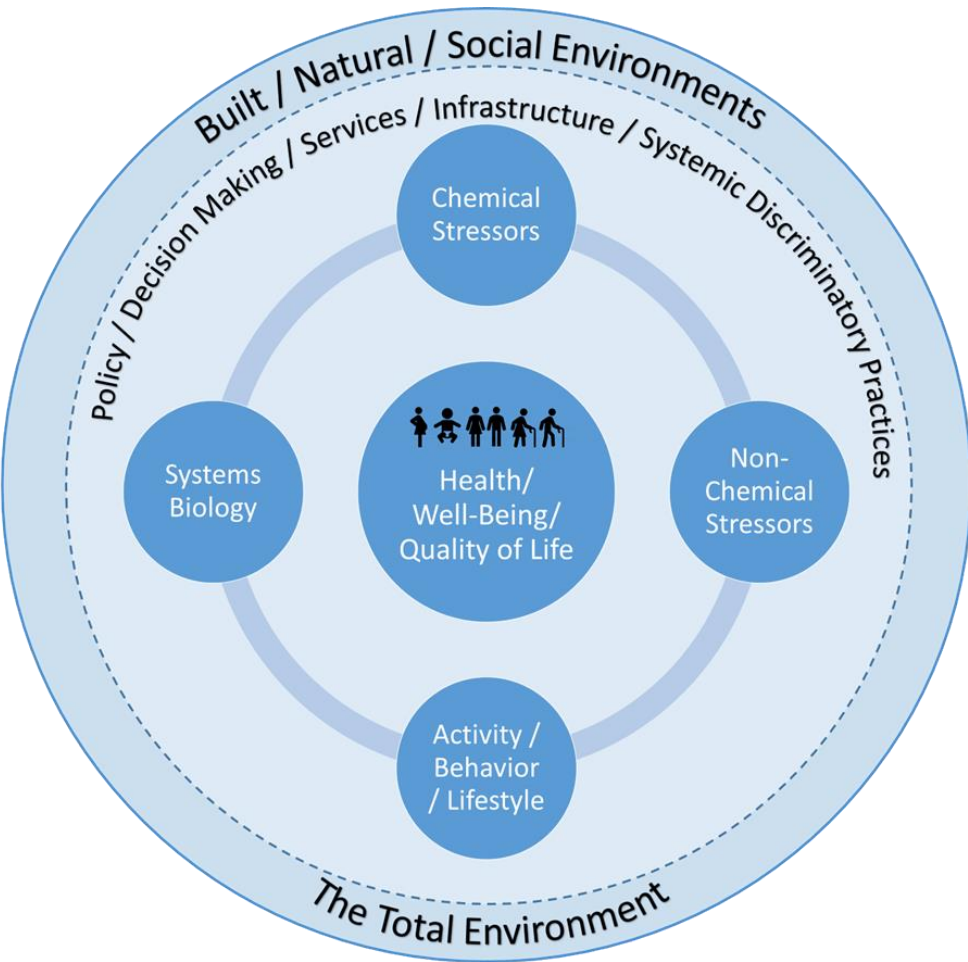 Built / Natural / Social Environments
Policy / Decision Making / Services / Infrastructure / Systemic Discriminatory Practices
Chemical
Stressors
Systems
Biology
Health/
Well-Being/
Quality of Life
Non-
Chemical
Stressors
Activity /
Behavior
/ Lifestyle
The Total Environment